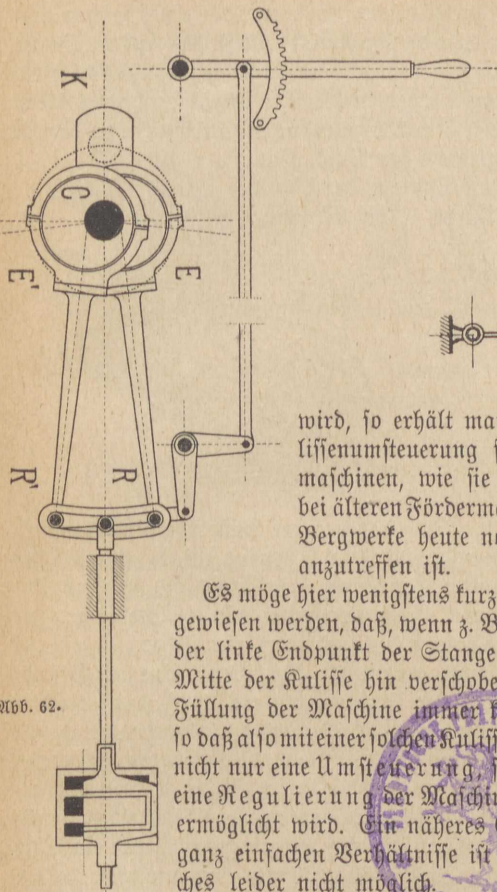 K
C
E'
E
R'
R
wird, so erhält ma
lissenumsteuerung
maschinen, wie sie
bei älteren Förderma
Bergwerke heute n
anzutreffen ist.
Es möge hier wenigstens kurz
gewiesen werden, daß, wenn z. B
der linke Endpunkt der Stange
Mitte der Kulisse hin verschobe
Abb. 62.
Füllung der Maschine immer
so daß also mit einer solchen Kuliss
nicht nur eine Umsteuerung, s
eine Regulierung der Maschin
ermöglicht wird. Ein näheres
ganz einfachen Verhältnisse ist
ches leider nicht möglich.